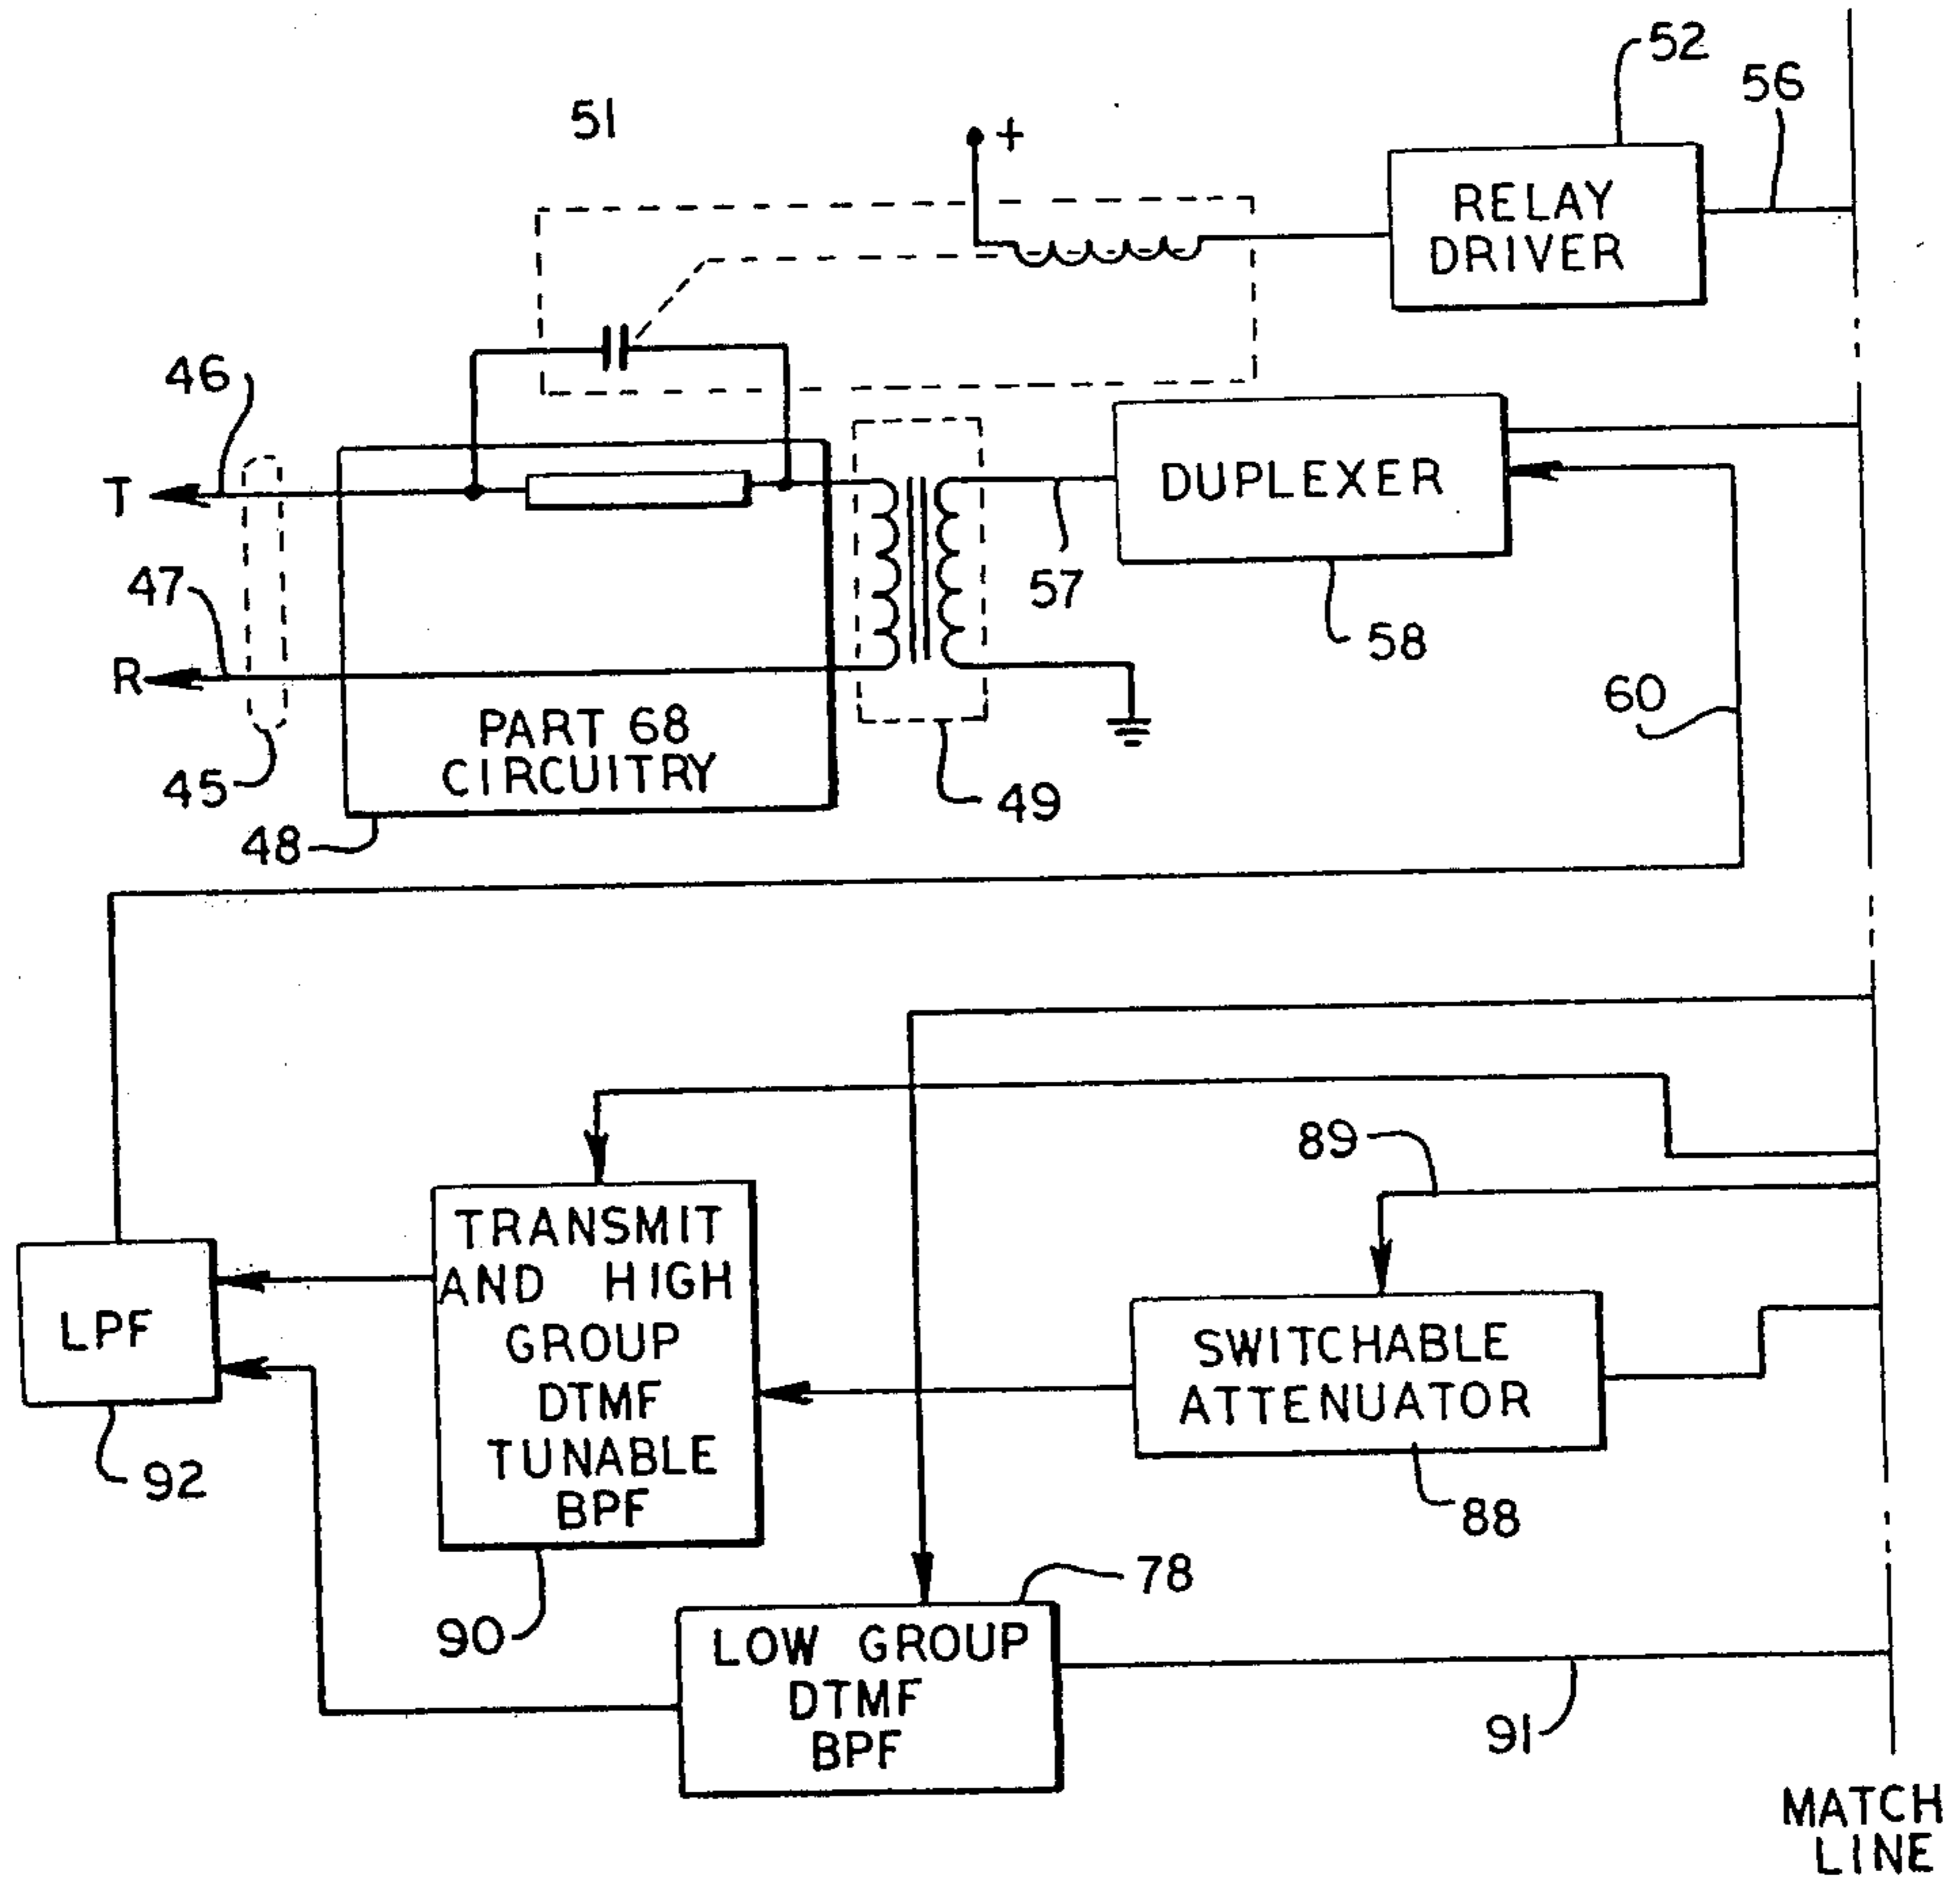 52
56
51
+
RELAY
DRIVER
46
T
DUPLEXER
47
57
58
R
60
PART 68
CIRCUITRY
45
49
48
89
TRANSMIT
AND HIGH
GROUP
DTMF
TUNABLE
BPF
LPF
SWITCHABLE
ATTENUATOR
92
88
78
90
LOW GROUP
DTMF
BPF
91
MATCH
LINE